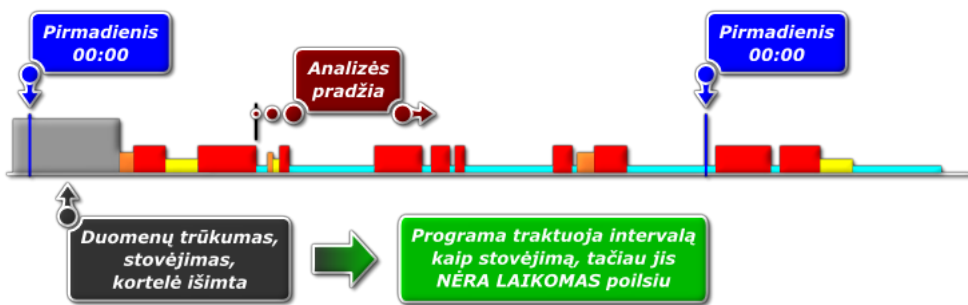 Pirmadienis
00:00
Analizės
pradžia
Pirmadienis
00:00
Duomenų trūkumas,
stovėjimas,
kortelė išimta
Programa traktuoja intervalą
kaip stovėjimą, tačiau jis
NĖRA LAIKOMAS poilsiu